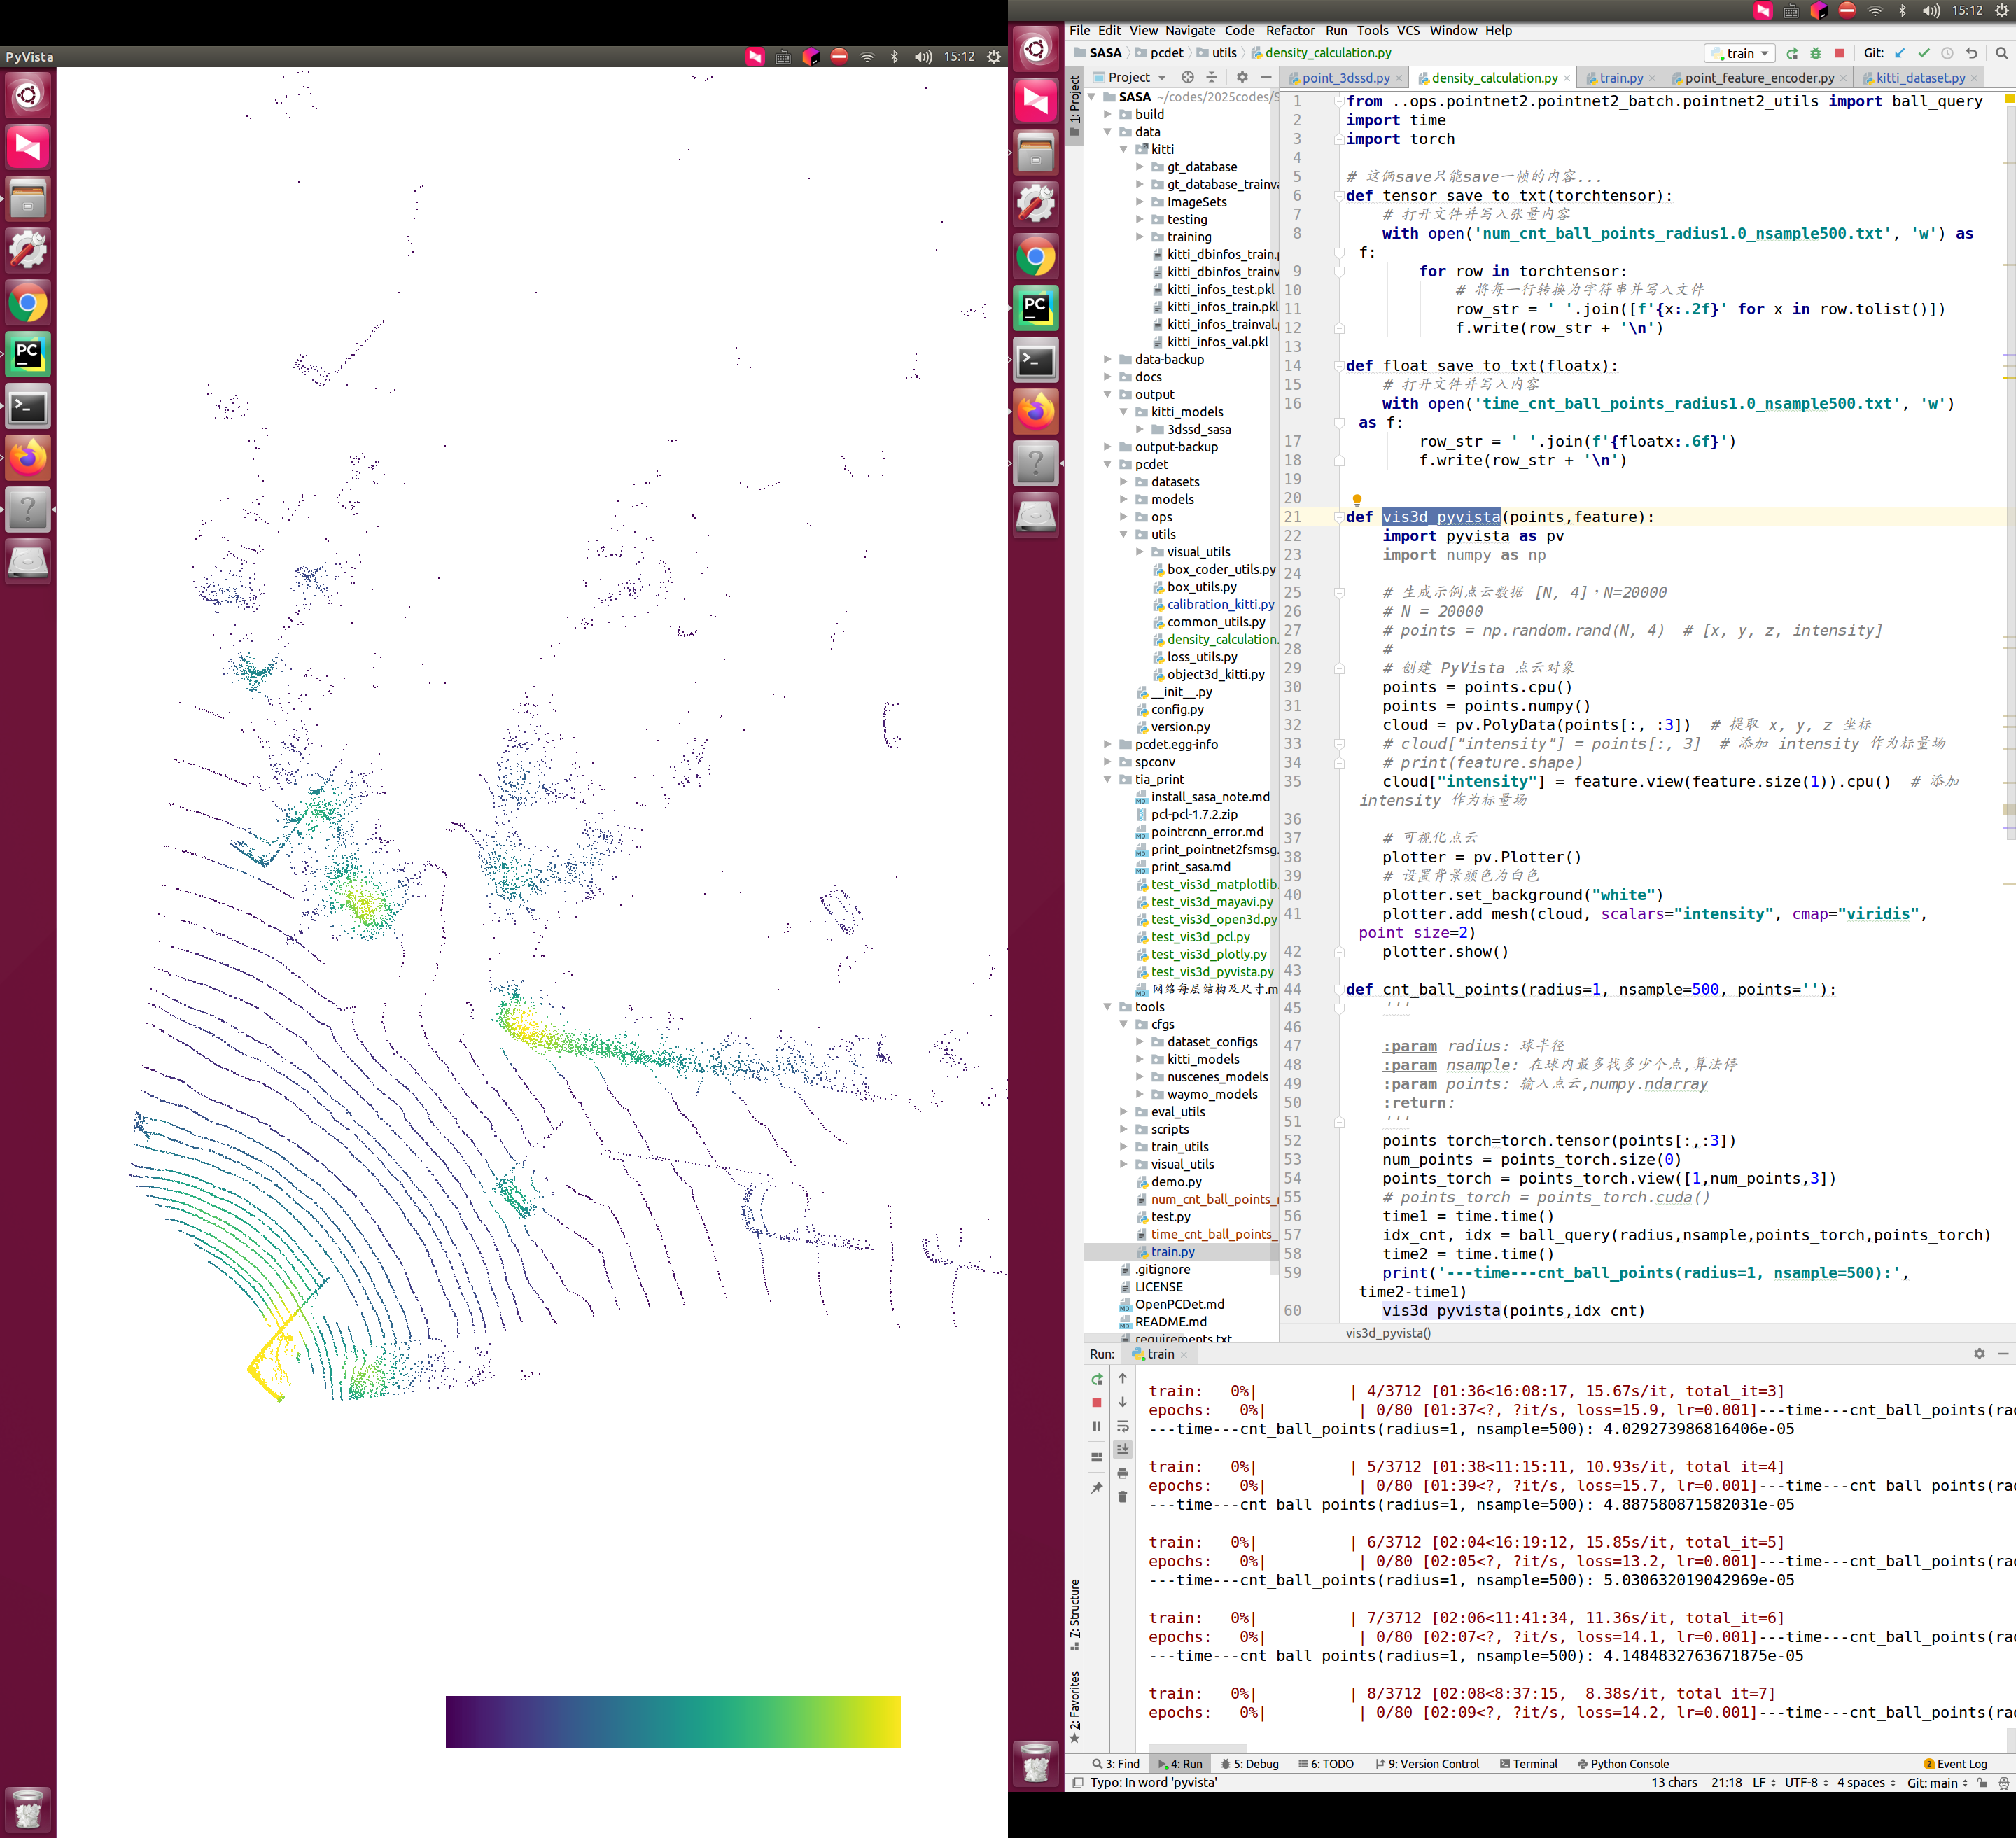 PyVista
15:12
15:12
File Edit View Navigate Code Refactor Run Tools VCS Window Help
SASA pcdet utils density_calculation.py
train
Git:
1: Project
Project
point_3dssd.py
density_calculation.py
train.py
point_feature_encoder.py
kitti_dataset.py
SASA ~/codes/2025codes/S
build
data
kitti
gt_database
gt_database_trainva
ImageSets
testing
training
kitti_dbinfos_train.p
kitti_dbinfos_trainv
kitti_infos_test.pkl
kitti_infos_train.pkl
kitti_infos_trainval.p
kitti_infos_val.pkl
data-backup
docs
output
kitti_models
3dssd_sasa
output-backup
pcdet
datasets
models
ops
utils
visual_utils
box_coder_utils.py
box_utils.py
calibration_kitti.py
common_utils.py
density_calculation.
loss_utils.py
object3d_kitti.py
__init__.py
config.py
version.py
pcdet.egg-info
spconv
tia_print
install_sasa_note.md
pcl-pcl-1.7.2.zip
pointrcnn_error.md
print_pointnet2fsmsg.
print_sasa.md
test_vis3d_matplotlib.
test_vis3d_mayavi.py
test_vis3d_open3d.py
test_vis3d_pcl.py
test_vis3d_plotly.py
test_vis3d_pyvista.py
网络每层结构及尺寸.m
tools
cfgs
dataset_configs
kitti_models
nuscenes_models
waymo_models
eval_utils
scripts
train_utils
visual_utils
demo.py
num_cnt_ball_points_r
test.py
time_cnt_ball_points_
train.py
.gitignore
LICENSE
OpenPCDet.md
README.md
requirements.txt
1 from ..ops.pointnet2.pointnet2_batch.pointnet2_utils import ball_query
2 import time
3 import torch
4
5 # 这俩save只能save一帧的内容...
6 def tensor_save_to_txt(torchtensor):
7 # 打开文件并写入张量内容
8 with open('num_cnt_ball_points_radius1.0_nsample500.txt', 'w') as
f:
9 for row in torchtensor:
10 # 将每一行转换为字符串并写入文件
11 row_str = ' '.join([f'{x:.2f}' for x in row.tolist()])
12 f.write(row_str + '\n')
13
14 def float_save_to_txt(floatx):
15 # 打开文件并写入内容
16 with open('time_cnt_ball_points_radius1.0_nsample500.txt', 'w')
as f:
17 row_str = ' '.join(f'{floatx:.6f}')
18 f.write(row_str + '\n')
19
20
21 def vis3d_pyvista(points,feature):
22 import pyvista as pv
23 import numpy as np
24
25 # 生成示例点云数据 [N, 4]，N=20000
26 # N = 20000
27 # points = np.random.rand(N, 4) # [x, y, z, intensity]
28 #
29 # 创建 PyVista 点云对象
30 points = points.cpu()
31 points = points.numpy()
32 cloud = pv.PolyData(points[:, :3]) # 提取 x, y, z 坐标
33 # cloud["intensity"] = points[:, 3] # 添加 intensity 作为标量场
34 # print(feature.shape)
35 cloud["intensity"] = feature.view(feature.size(1)).cpu() # 添加
intensity 作为标量场
36
37 # 可视化点云
38 plotter = pv.Plotter()
39 # 设置背景颜色为白色
40 plotter.set_background("white")
41 plotter.add_mesh(cloud, scalars="intensity", cmap="viridis",
point_size=2)
42 plotter.show()
43
44 def cnt_ball_points(radius=1, nsample=500, points=''):
45 '''
46
47 :param radius: 球半径
48 :param nsample: 在球内最多找多少个点,算法停
49 :param points: 输入点云,numpy.ndarray
50 :return:
51 '''
52 points_torch=torch.tensor(points[:,:3])
53 num_points = points_torch.size(0)
54 points_torch = points_torch.view([1,num_points,3])
55 # points_torch = points_torch.cuda()
56 time1 = time.time()
57 idx_cnt, idx = ball_query(radius,nsample,points_torch,points_torch)
58 time2 = time.time()
59 print('---time---cnt_ball_points(radius=1, nsample=500):',
time2-time1)
60 vis3d_pyvista(points,idx_cnt)
vis3d_pyvista()
Run: train
train: 0%| | 4/3712 [01:36<16:08:17, 15.67s/it, total_it=3]
epochs: 0%| | 0/80 [01:37<?, ?it/s, loss=15.9, lr=0.001]---time---cnt_ball_points(rad
---time---cnt_ball_points(radius=1, nsample=500): 4.029273986816406e-05
train: 0%| | 5/3712 [01:38<11:15:11, 10.93s/it, total_it=4]
epochs: 0%| | 0/80 [01:39<?, ?it/s, loss=15.7, lr=0.001]---time---cnt_ball_points(rad
---time---cnt_ball_points(radius=1, nsample=500): 4.887580871582031e-05
train: 0%| | 6/3712 [02:04<16:19:12, 15.85s/it, total_it=5]
epochs: 0%| | 0/80 [02:05<?, ?it/s, loss=13.2, lr=0.001]---time---cnt_ball_points(rad
---time---cnt_ball_points(radius=1, nsample=500): 5.030632019042969e-05
train: 0%| | 7/3712 [02:06<11:41:34, 11.36s/it, total_it=6]
epochs: 0%| | 0/80 [02:07<?, ?it/s, loss=14.1, lr=0.001]---time---cnt_ball_points(rad
---time---cnt_ball_points(radius=1, nsample=500): 4.1484832763671875e-05
train: 0%| | 8/3712 [02:08<8:37:15, 8.38s/it, total_it=7]
epochs: 0%| | 0/80 [02:09<?, ?it/s, loss=14.2, lr=0.001]---time---cnt_ball_points(rad
7: Structure
2: Favorites
3: Find 4: Run 5: Debug 6: TODO 9: Version Control Terminal Python Console 2 Event Log
Typo: In word 'pyvista' 13 chars 21:18 LF UTF-8 4 spaces Git: main